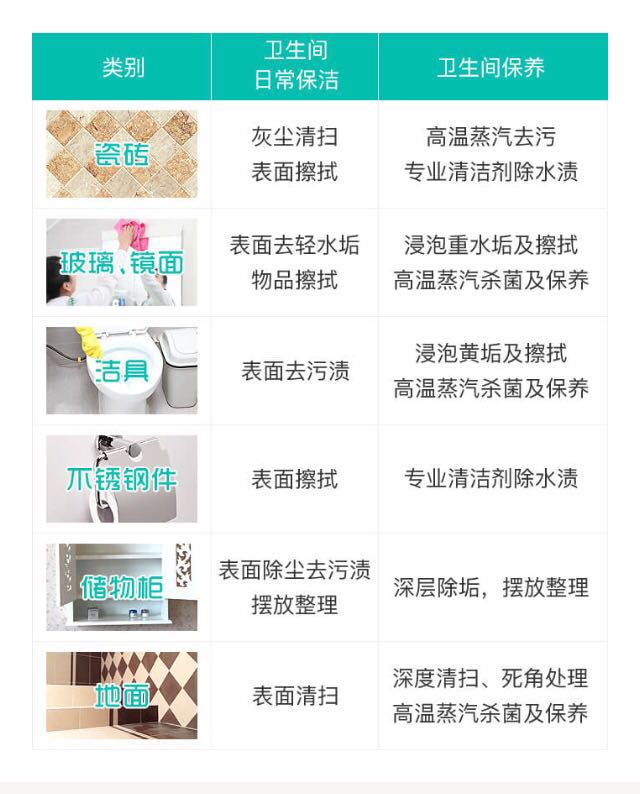 类别
卫生间
日常保洁
卫生间保养
瓷砖
灰尘清扫
表面擦拭
高温蒸汽去污
专业清洁剂除水渍
玻璃、镜面
表面去轻水垢
物品擦拭
浸泡重水垢及擦拭
高温蒸汽杀菌及保养
洁具
表面去污渍
浸泡黄垢及擦拭
高温蒸汽杀菌及保养
不锈钢件
表面擦拭
专业清洁剂除水渍
储物柜
表面除尘去污渍
摆放整理
深层除垢，摆放整理
地面
表面清扫
深度清扫、死角处理
高温蒸汽杀菌及保养